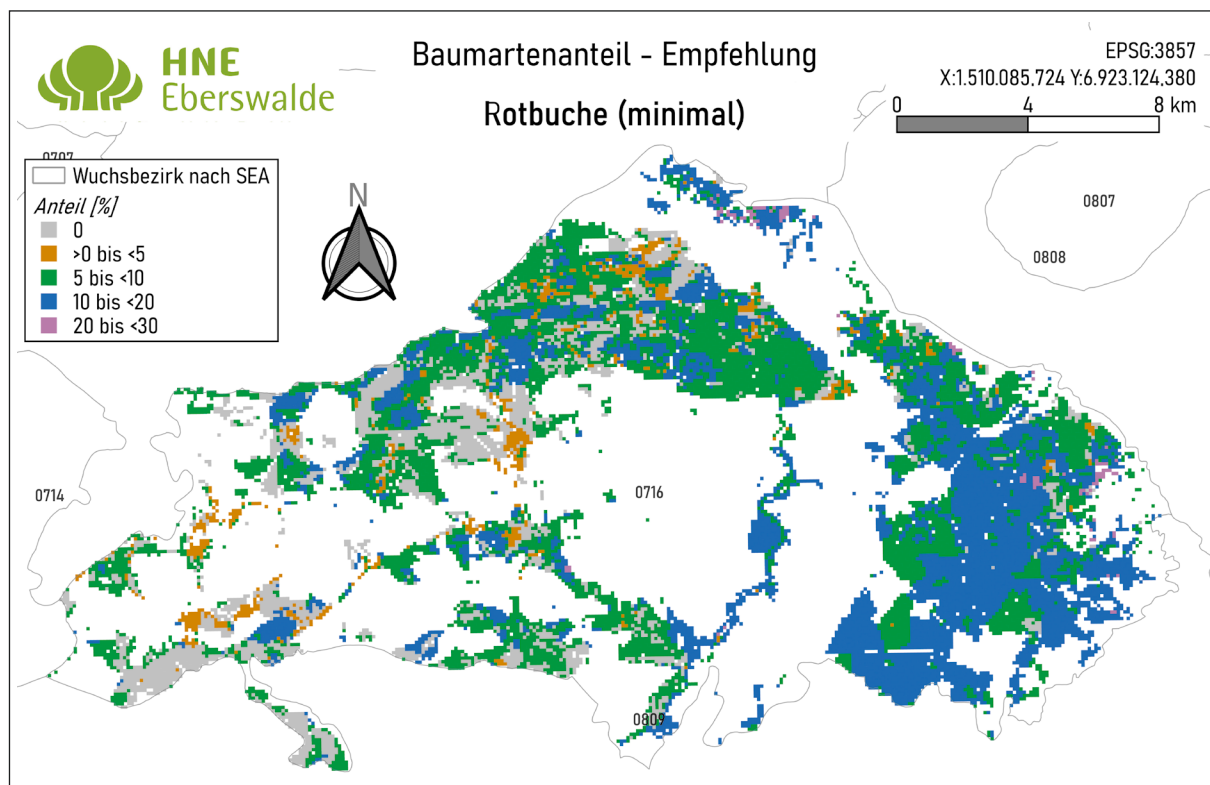 HNE
Eberswalde
Baumartenanteil - Empfehlung
Rotbuche (minimal)
EPSG:3857
X:1.510.085,724 Y:6.923.124,380
0 4 8 km
0707
Wuchsbezirk nach SEA
Anteil [%]
0
>0 bis <5
5 bis <10
10 bis <20
20 bis <30
N
0807
0808
0714
0716
0809